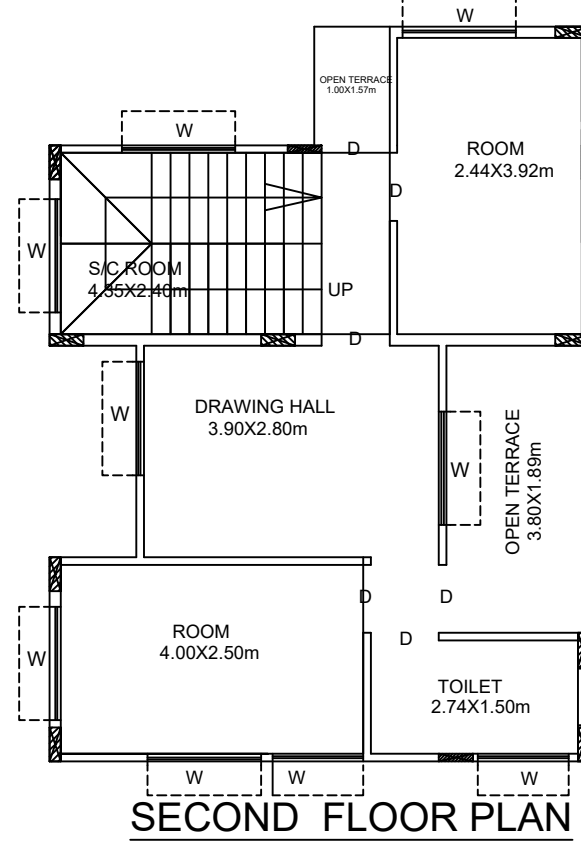 W
OPEN TERRACE
1.00X1.57m
W
D
ROOM
2.44X3.92m
D
W
S/C ROOM
4.35X2.40m
UP
D
DRAWING HALL
3.90X2.80m
W
W
OPEN TERRACE
3.80X1.89m
D
D
ROOM
4.00X2.50m
D
W
TOILET
2.74X1.50m
W
W
W
SECOND FLOOR PLAN